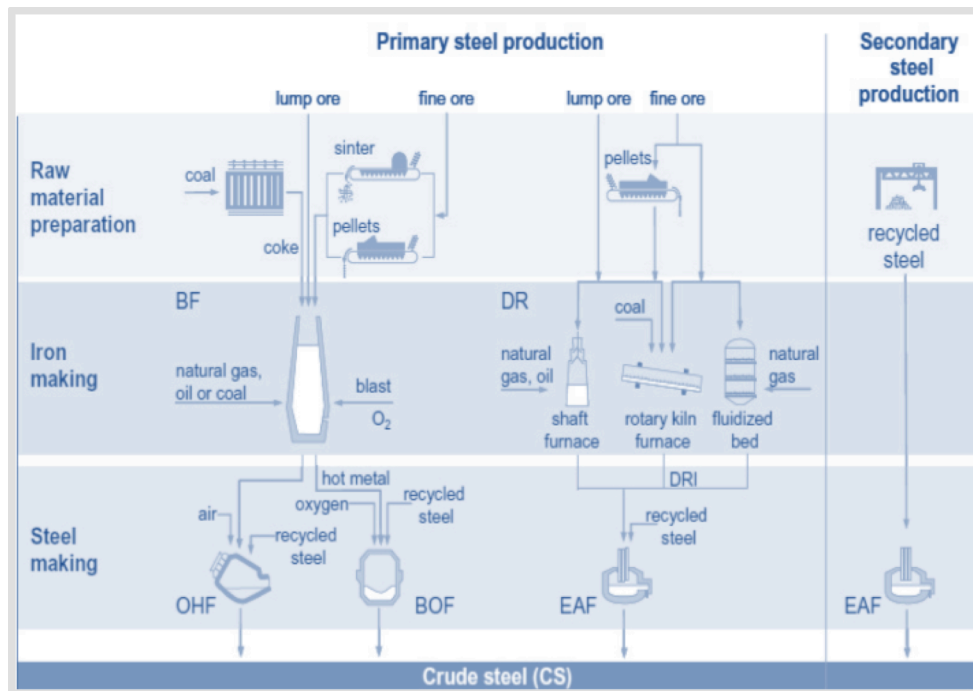 Primary steel production
Secondary
steel
production
lump ore
fine ore
lump ore
fine ore
Raw
material
preparation
coal
sinter
pellets
coke
pellets
recycled
steel
Iron
making
BF
natural gas,
oil or coal
blast
O₂
DR
coal
natural
gas, oil
natural
gas
shaft
furnace
rotary kiln
furnace
fluidized
bed
Steel
making
hot metal
DRI
air
oxygen
recycled
steel
recycled
steel
recycled
steel
OHF
BOF
EAF
EAF
Crude steel (CS)